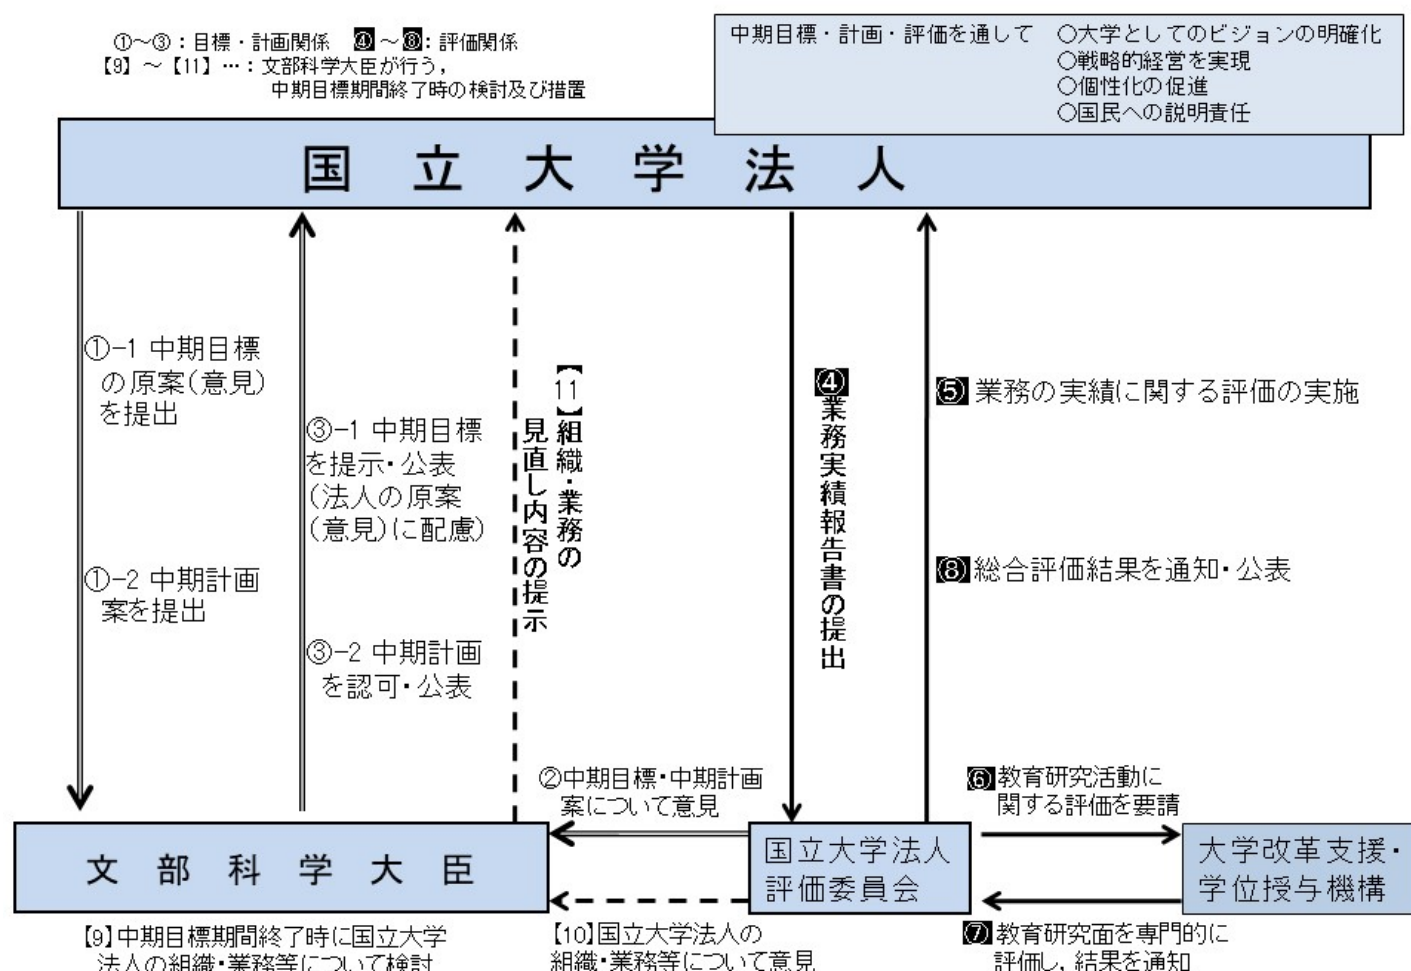 ①～③：目標・計画関係　❹～❽：評価関係
【9】～【11】…：文部科学大臣が行う，
中期目標期間終了時の検討及び措置
中期目標・計画・評価を通して　○大学としてのビジョンの明確化
○戦略的経営を実現
○個性化の促進
○国民への説明責任
国立大学法人
①-1 中期目標
の原案(意見)
を提出
①-2 中期計画
案を提出
③-1 中期目標
を提示・公表
(法人の原案
(意見)に配慮)
③-2 中期計画
を認可・公表
【11】組織・業務の
見直し内容の提示
❹業務実績報告書の提出
❺業務の実績に関する評価の実施
❽総合評価結果を通知・公表
②中期目標・中期計画
案について意見
❻教育研究活動に
関する評価を要請
文部科学大臣
国立大学法人
評価委員会
大学改革支援・
学位授与機構
【9】中期目標期間終了時に国立大学
法人の組織・業務等について検討
【10】国立大学法人の
組織・業務等について意見
❼教育研究面を専門的に
評価し，結果を通知